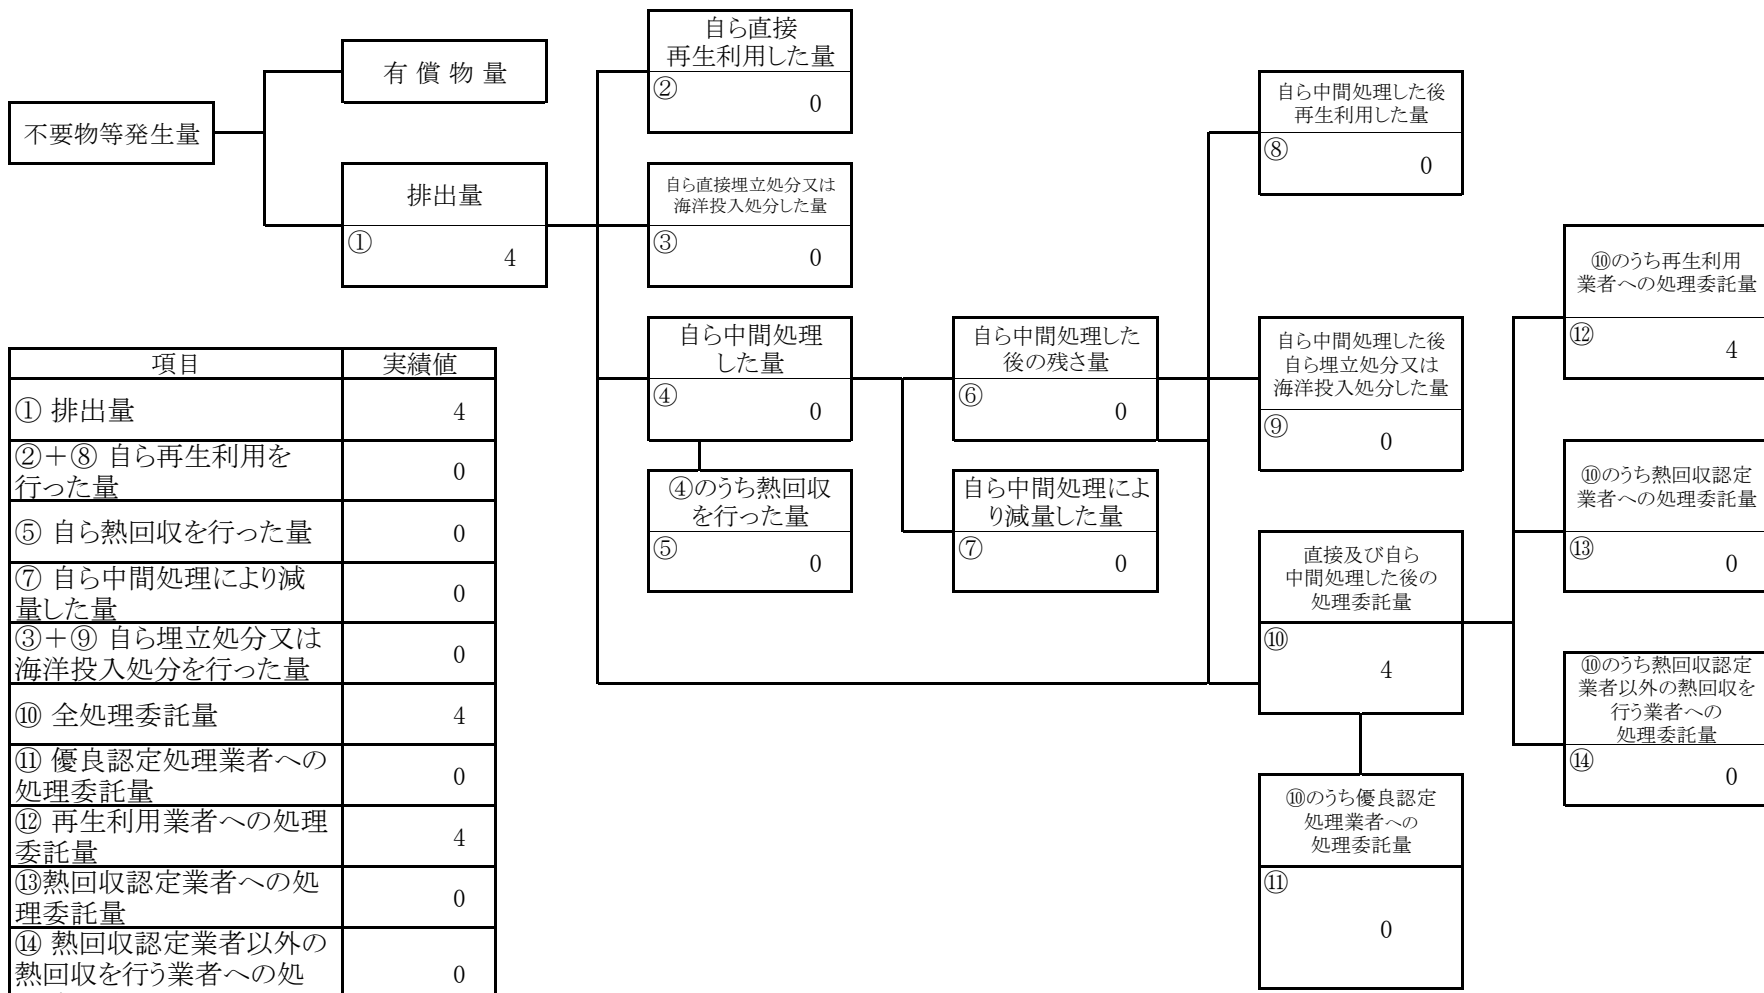 不要物等発生量
有 償 物 量
排出量
①
4
自ら直接
再生利用した量
②
0
自ら直接埋立処分又は
海洋投入処分した量
③
0
自ら中間処理
した量
④
0
④のうち熱回収
を行った量
⑤
0
自ら中間処理した
後の残さ量
⑥
0
自ら中間処理によ
り減量した量
⑦
0
自ら中間処理した後
再生利用した量
⑧
0
自ら中間処理した後
自ら埋立処分又は
海洋投入処分した量
⑨
0
直接及び自ら
中間処理した後の
処理委託量
⑩
4
⑩のうち優良認定
処理業者への
処理委託量
⑪
0
⑩のうち再生利用
業者への処理委託量
⑫
4
⑩のうち熱回収認定
業者への処理委託量
⑬
0
⑩のうち熱回収認定
業者以外の熱回収を
行う業者への
処理委託量
⑭
0
項目 実績値
① 排出量 4
②＋⑧ 自ら再生利用を
行った量 0
⑤ 自ら熱回収を行った量 0
⑦ 自ら中間処理により減
量した量 0
③＋⑨ 自ら埋立処分又は
海洋投入処分を行った量 0
⑩ 全処理委託量 4
⑪ 優良認定処理業者への
処理委託量 0
⑫ 再生利用業者への処理
委託量 4
⑬熱回収認定業者への処
理委託量 0
⑭ 熱回収認定業者以外の
熱回収を行う業者への処 0